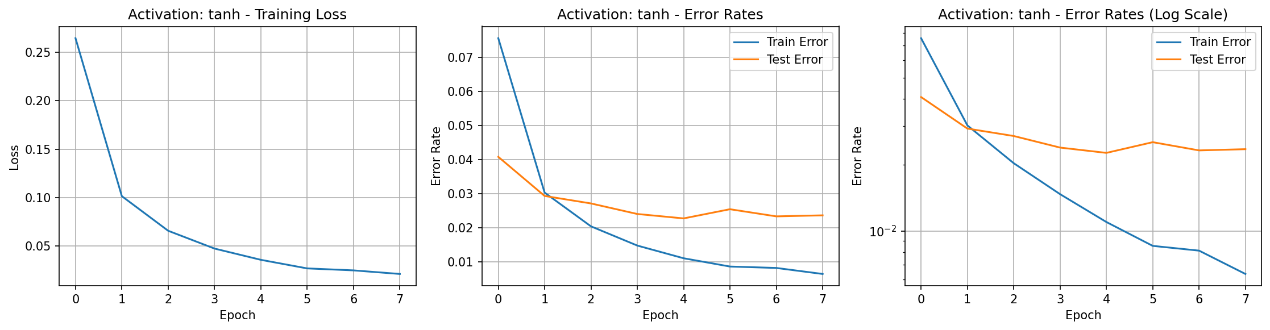 Activation: tanh - Training Loss
Loss
0.25
0.20
0.15
0.10
0.05
0 1 2 3 4 5 6 7
Epoch
Activation: tanh - Error Rates
Error Rate
0.07
0.06
0.05
0.04
0.03
0.02
0.01
Train Error
Test Error
0 1 2 3 4 5 6 7
Epoch
Activation: tanh - Error Rates (Log Scale)
Error Rate
10⁻²
Train Error
Test Error
0 1 2 3 4 5 6 7
Epoch